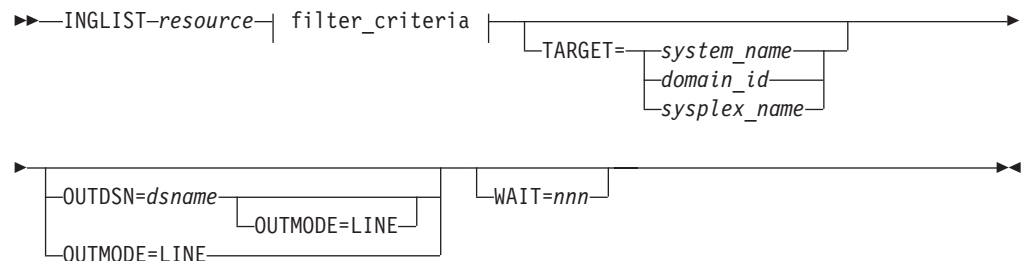 INGLIST resource filter_criteria
TARGET= system_name
domain_id
sysplex_name
OUTDSN=dsname WAIT=nnn
OUTMODE=LINE
OUTMODE=LINE